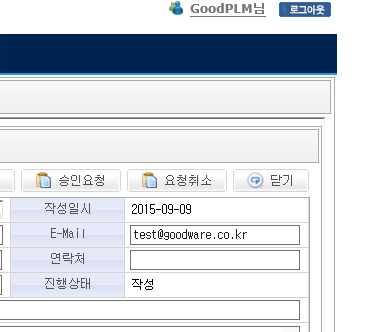 GoodPLM님 로그아웃
승인요청 요청취소 닫기
작성일시 2015-09-09
E-Mail test@goodware.co.kr
연락처
진행상태 작성